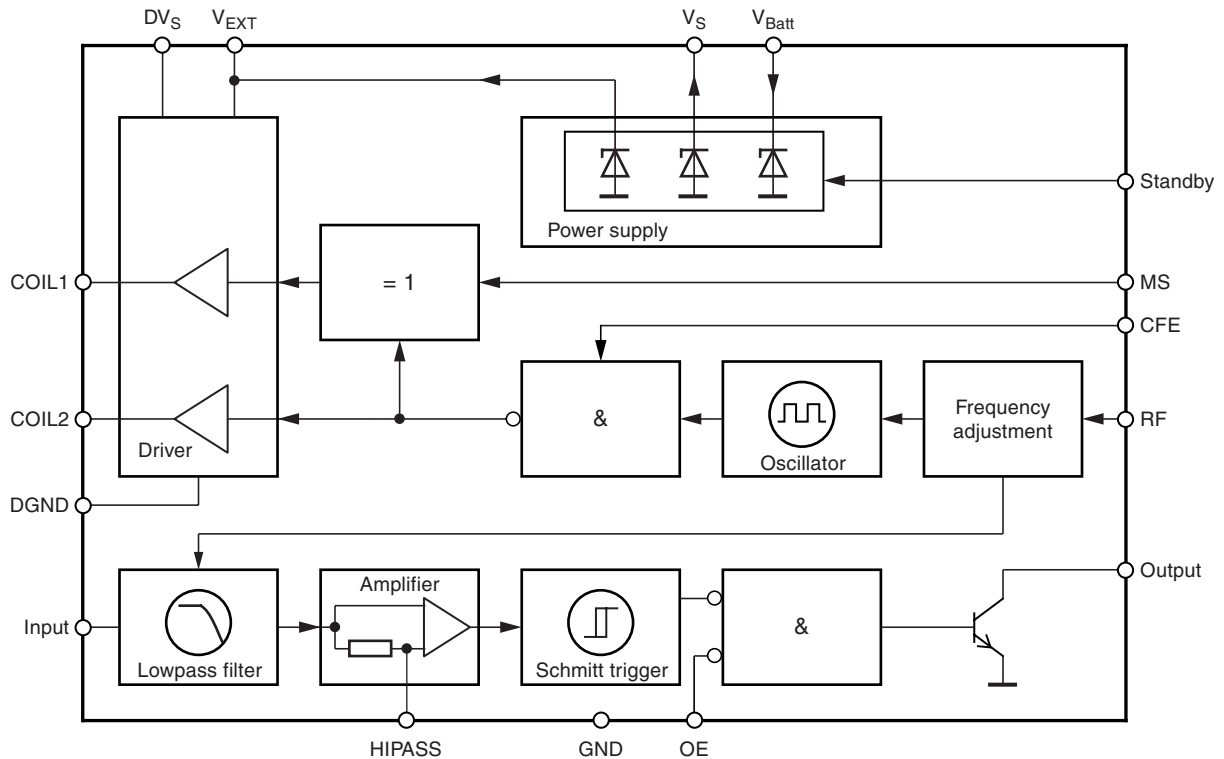 DVS
VEXT
VS
VBatt
Standby
Power supply
COIL1
= 1
MS
CFE
COIL2
Driver
&
Oscillator
Frequency
adjustment
RF
DGND
Input
Lowpass filter
Amplifier
Schmitt trigger
&
Output
HIPASS
GND
OE